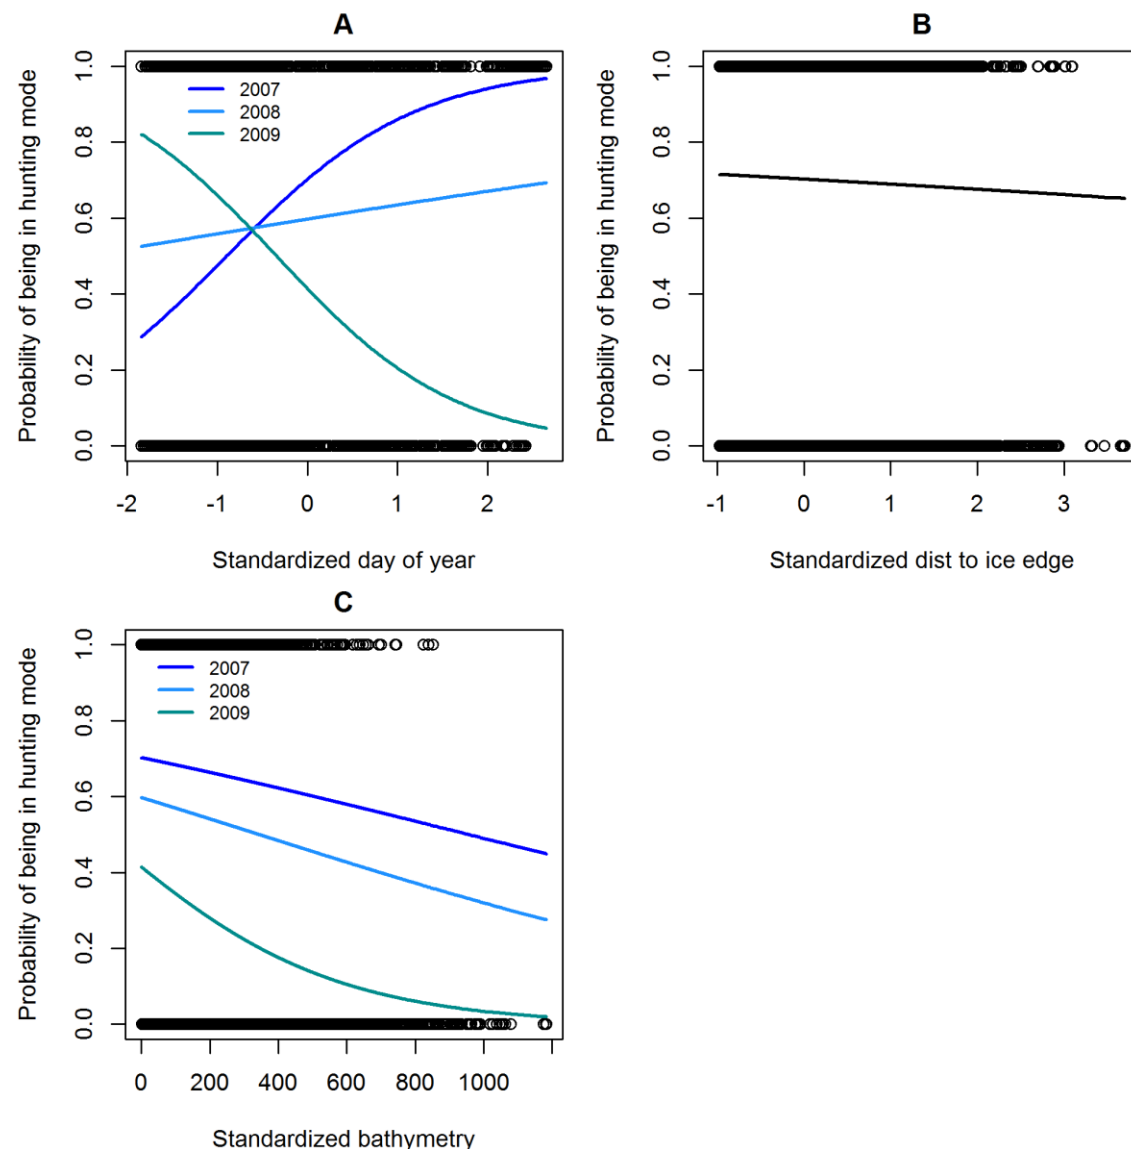 A
Probability of being in hunting mode
1.0
0.8
0.6
0.4
0.2
0.0
2007
2008
2009
-2 -1 0 1 2
Standardized day of year
B
Probability of being in hunting mode
1.0
0.8
0.6
0.4
0.2
0.0
-1 0 1 2 3
Standardized dist to ice edge
C
Probability of being in hunting mode
1.0
0.8
0.6
0.4
0.2
0.0
2007
2008
2009
0 200 400 600 800 1000
Standardized bathymetry